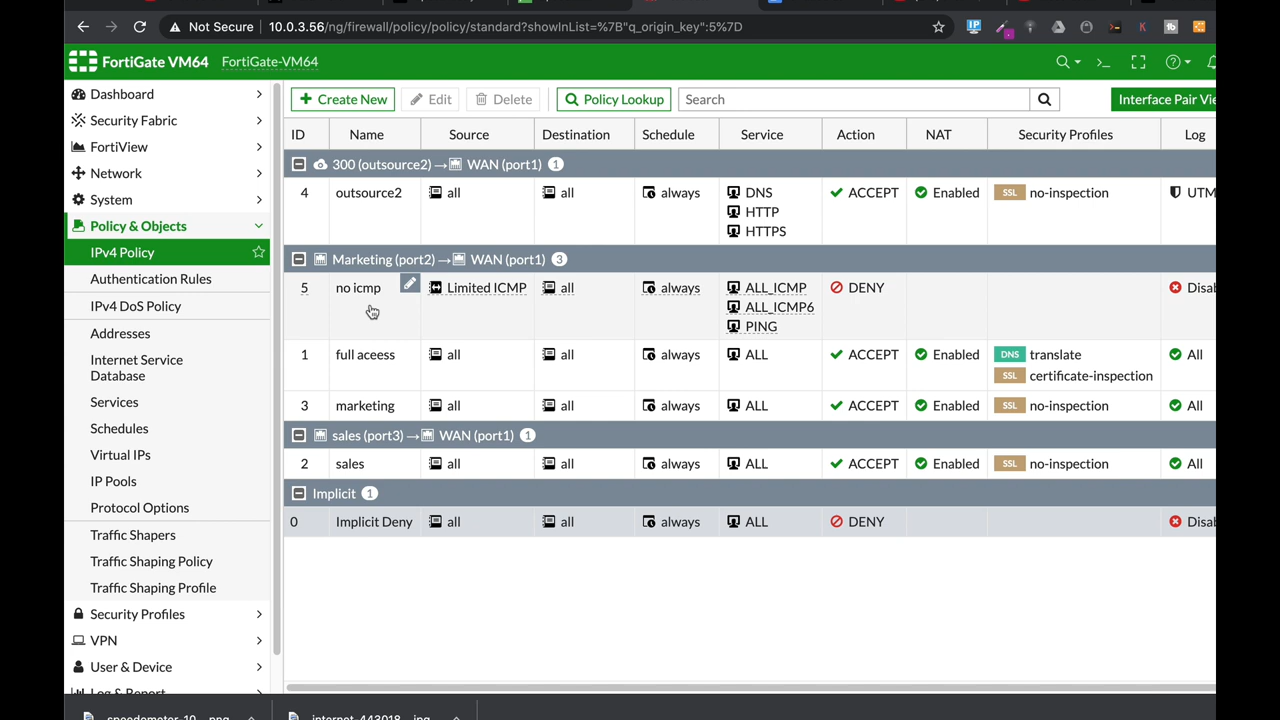 Not Secure 10.0.3.56/ng/firewall/policy/policy/standard?showInList=%7B"q_origin_key":5%7D
FortiGate VM64 FortiGate-VM64
Dashboard
Security Fabric
FortiView
Network
System
Policy & Objects
IPv4 Policy
Authentication Rules
IPv4 DoS Policy
Addresses
Internet Service
Database
Services
Schedules
Virtual IPs
IP Pools
Protocol Options
Traffic Shapers
Traffic Shaping Policy
Traffic Shaping Profile
Security Profiles
VPN
User & Device
Log & Report
+ Create New Edit Delete Policy Lookup Search Interface Pair Vie
ID Name Source Destination Schedule Service Action NAT Security Profiles Log
300 (outsource2) → WAN (port1) 1
4 outsource2 all all always DNS ACCEPT Enabled SSL no-inspection UTM
HTTP
HTTPS
Marketing (port2) → WAN (port1) 3
5 no icmp Limited ICMP all always ALL_ICMP DENY Disab
ALL_ICMP6
PING
1 full aceess all all always ALL ACCEPT Enabled DNS translate All
SSL certificate-inspection
3 marketing all all always ALL ACCEPT Enabled SSL no-inspection All
sales (port3) → WAN (port1) 1
2 sales all all always ALL ACCEPT Enabled SSL no-inspection All
Implicit 1
0 Implicit Deny all all always ALL DENY Disab